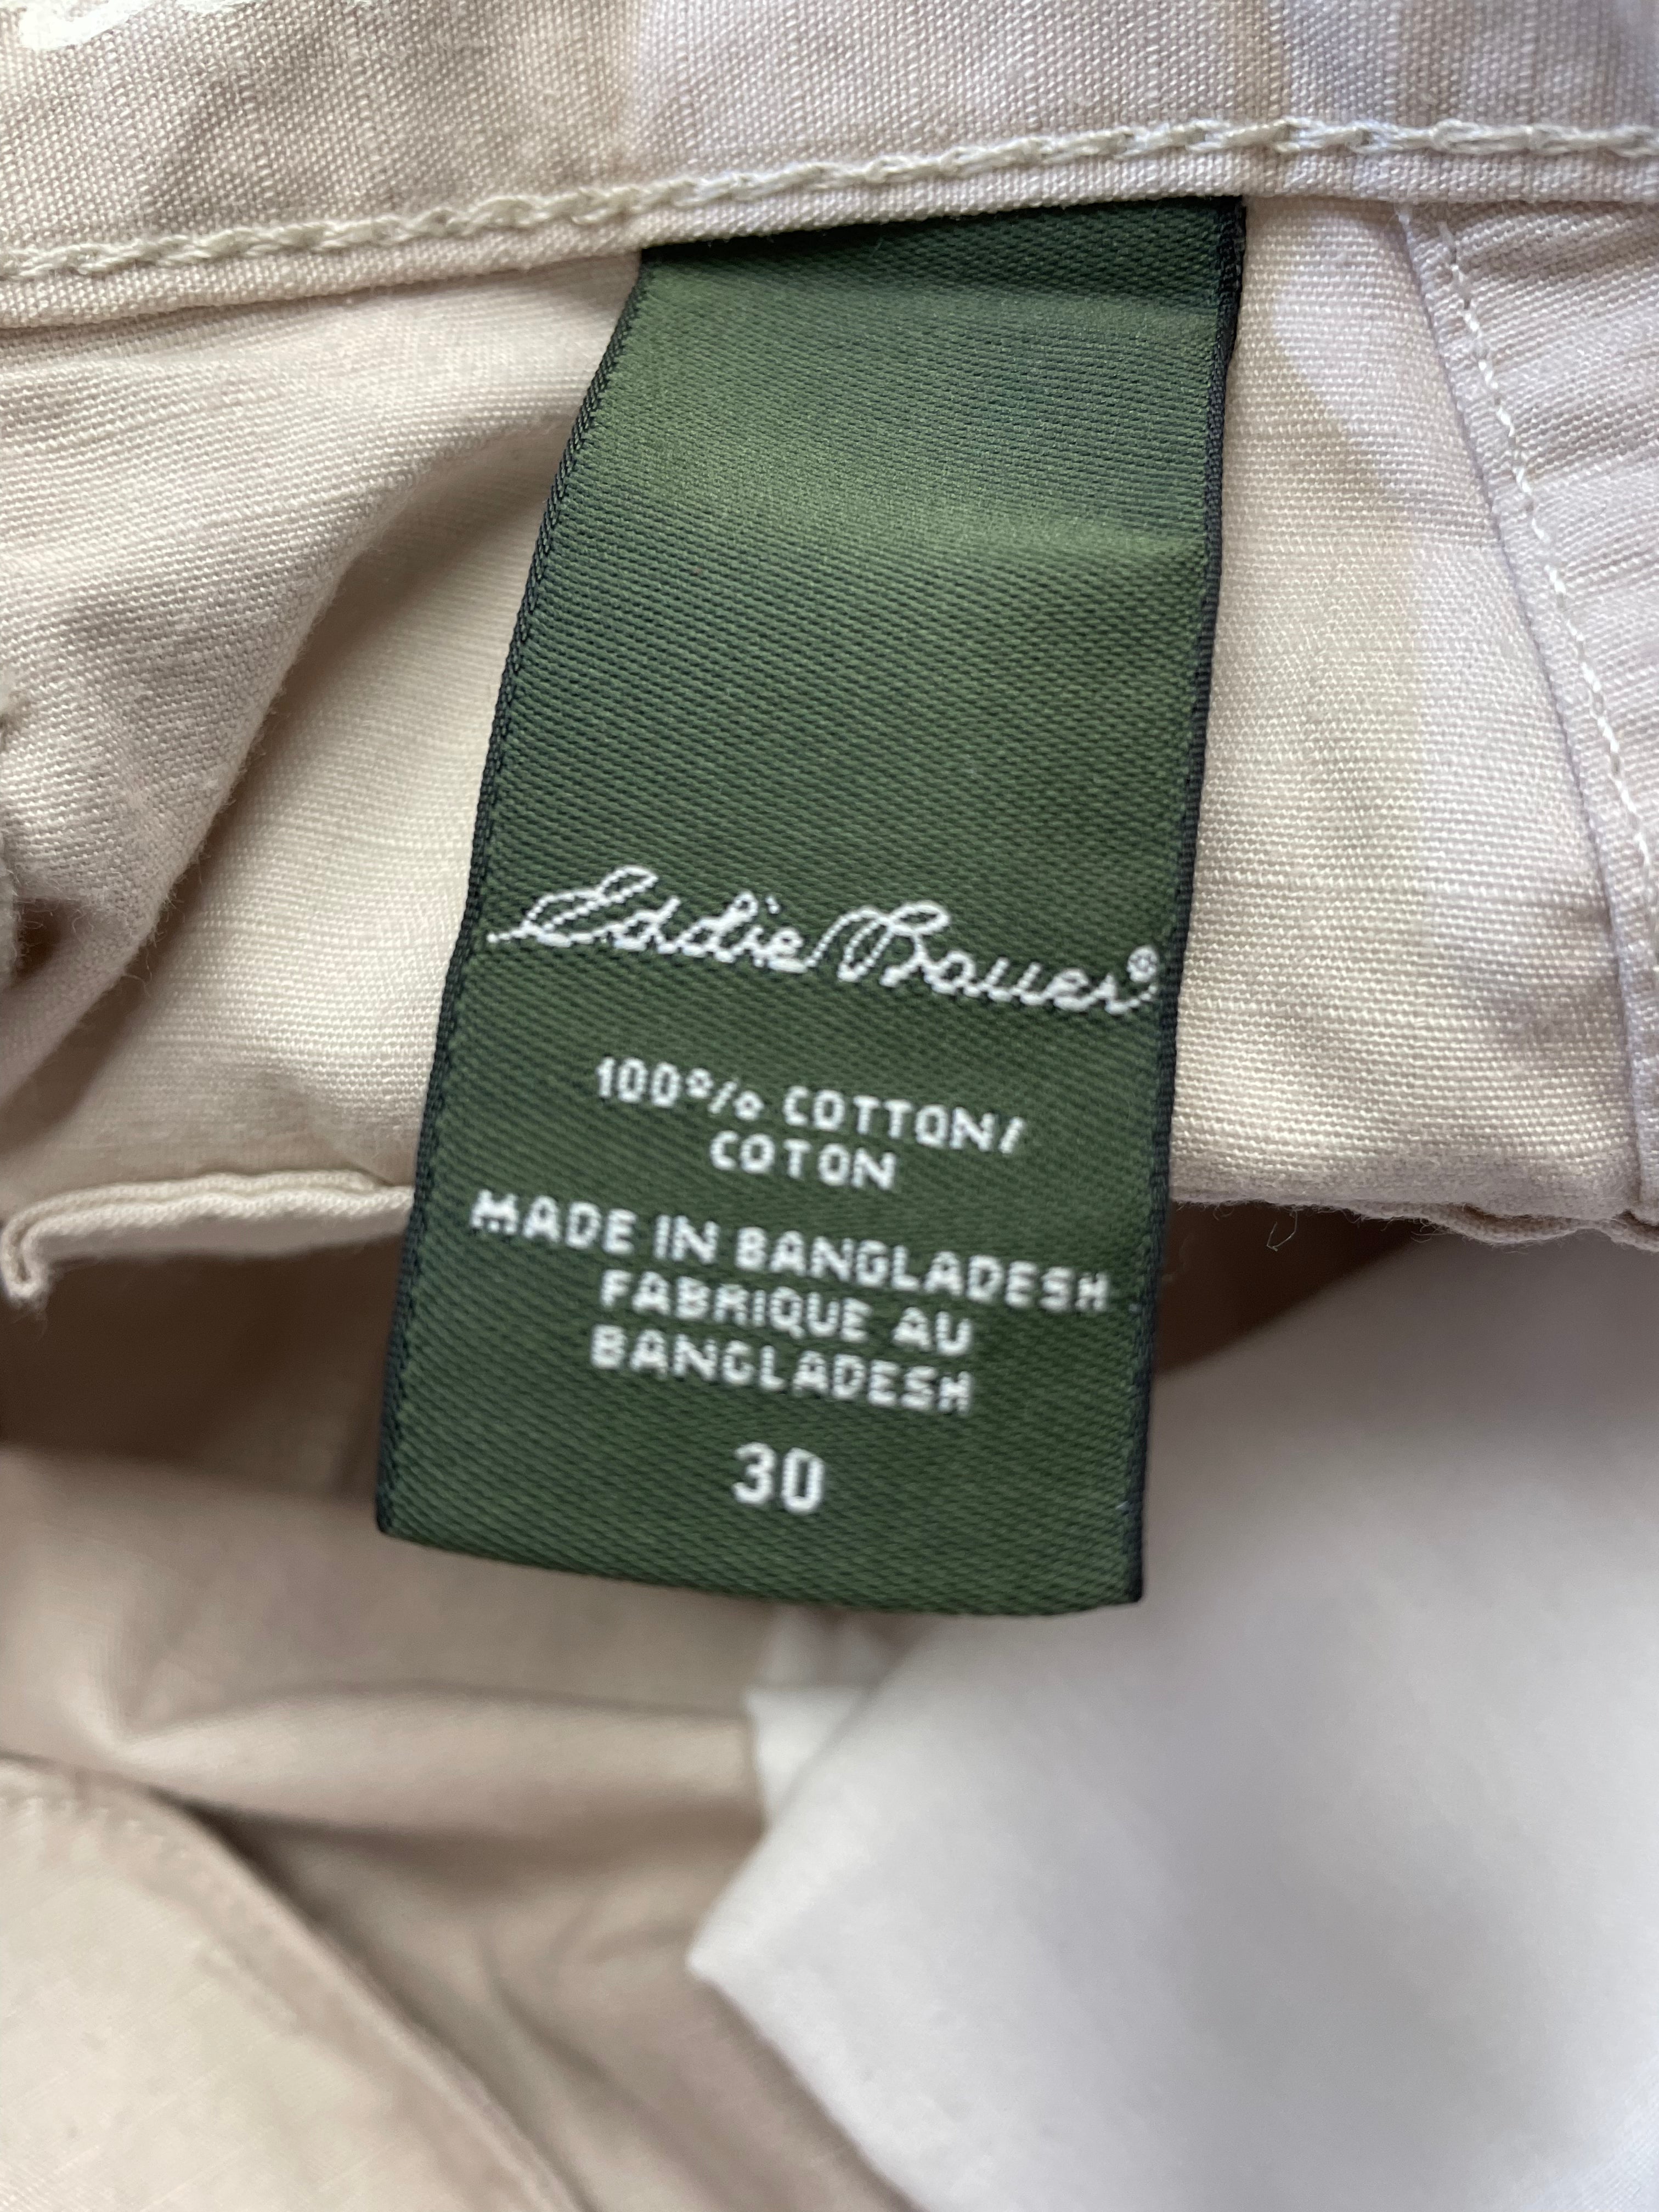 Eddie Bauer®
100% COTTON/
COTON
MADE IN BANGLADESH
FABRIQUE AU
BANGLADESH
30